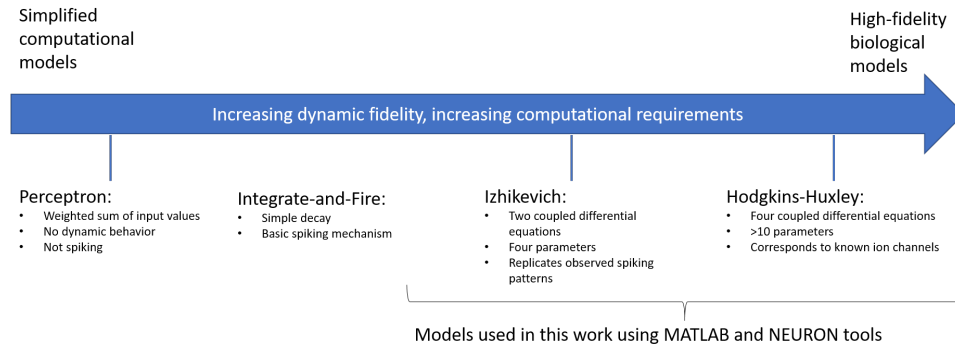 Simplified
computational
models
High-fidelity
biological
models
Increasing dynamic fidelity, increasing computational requirements
Perceptron:
• Weighted sum of input values
• No dynamic behavior
• Not spiking
Integrate-and-Fire:
• Simple decay
• Basic spiking mechanism
Izhikevich:
• Two coupled differential
equations
• Four parameters
• Replicates observed spiking
patterns
Hodgkins-Huxley:
• Four coupled differential equations
• >10 parameters
• Corresponds to known ion channels
Models used in this work using MATLAB and NEURON tools